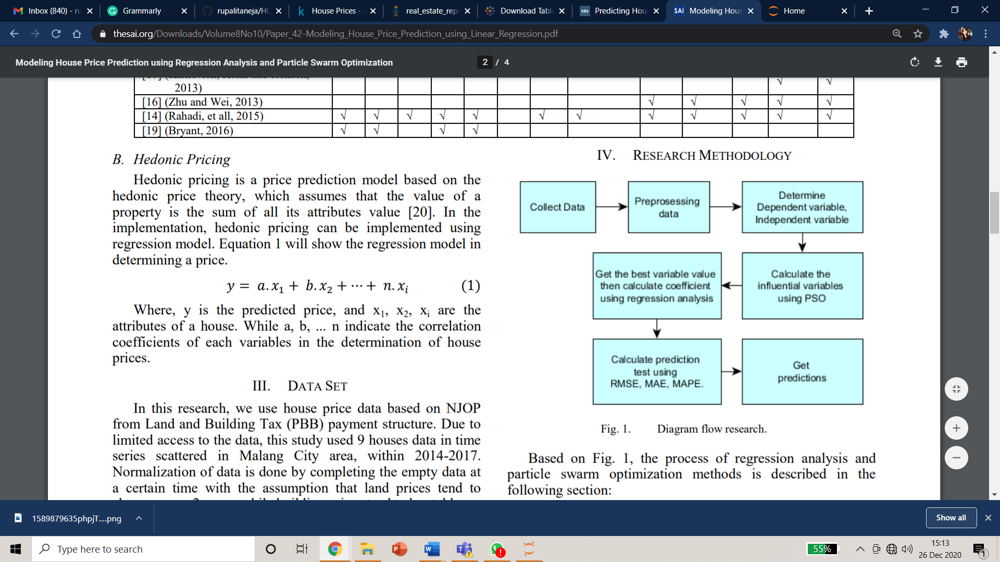 Inbox (840) - ru
Grammarly
rupalitaneja/HO
House Prices -
real_estate_rep
Download Tabl
tds Predicting Hou
SAI Modeling Hous
Home
thesai.org/Downloads/Volume8No10/Paper_42-Modeling_House_Price_Prediction_using_Linear_Regression.pdf
Modeling House Price Prediction using Regression Analysis and Particle Swarm Optimization
2 / 4
2013) √ √
[16] (Zhu and Wei, 2013) √ √ √ √ √
[14] (Rahadi, et all, 2015) √ √ √ √ √ √ √ √ √ √ √ √
[19] (Bryant, 2016) √ √ √ √
B. Hedonic Pricing
Hedonic pricing is a price prediction model based on the
hedonic price theory, which assumes that the value of a
property is the sum of all its attributes value [20]. In the
implementation, hedonic pricing can be implemented using
regression model. Equation 1 will show the regression model in
determining a price.
y = a.x₁ + b.x₂ + ⋯ + n.xᵢ (1)
Where, y is the predicted price, and x₁, x₂, xᵢ are the
attributes of a house. While a, b, ... n indicate the correlation
coefficients of each variables in the determination of house
prices.
III. DATA SET
In this research, we use house price data based on NJOP
from Land and Building Tax (PBB) payment structure. Due to
limited access to the data, this study used 9 houses data in time
series scattered in Malang City area, within 2014-2017.
Normalization of data is done by completing the empty data at
a certain time with the assumption that land prices tend to
IV. RESEARCH METHODOLOGY
Collect Data
Preprosessing
data
Determine
Dependent variable,
Independent variable
Calculate the
influential variables
using PSO
Get the best variable value
then calculate coefficient
using regression analysis
Calculate prediction
test using
RMSE, MAE, MAPE.
Get
predictions
Fig. 1. Diagram flow research.
Based on Fig. 1, the process of regression analysis and
particle swarm optimization methods is described in the
following section:
1589879635phpjT....png
Show all
Type here to search
55%
15:13
26 Dec 2020
1